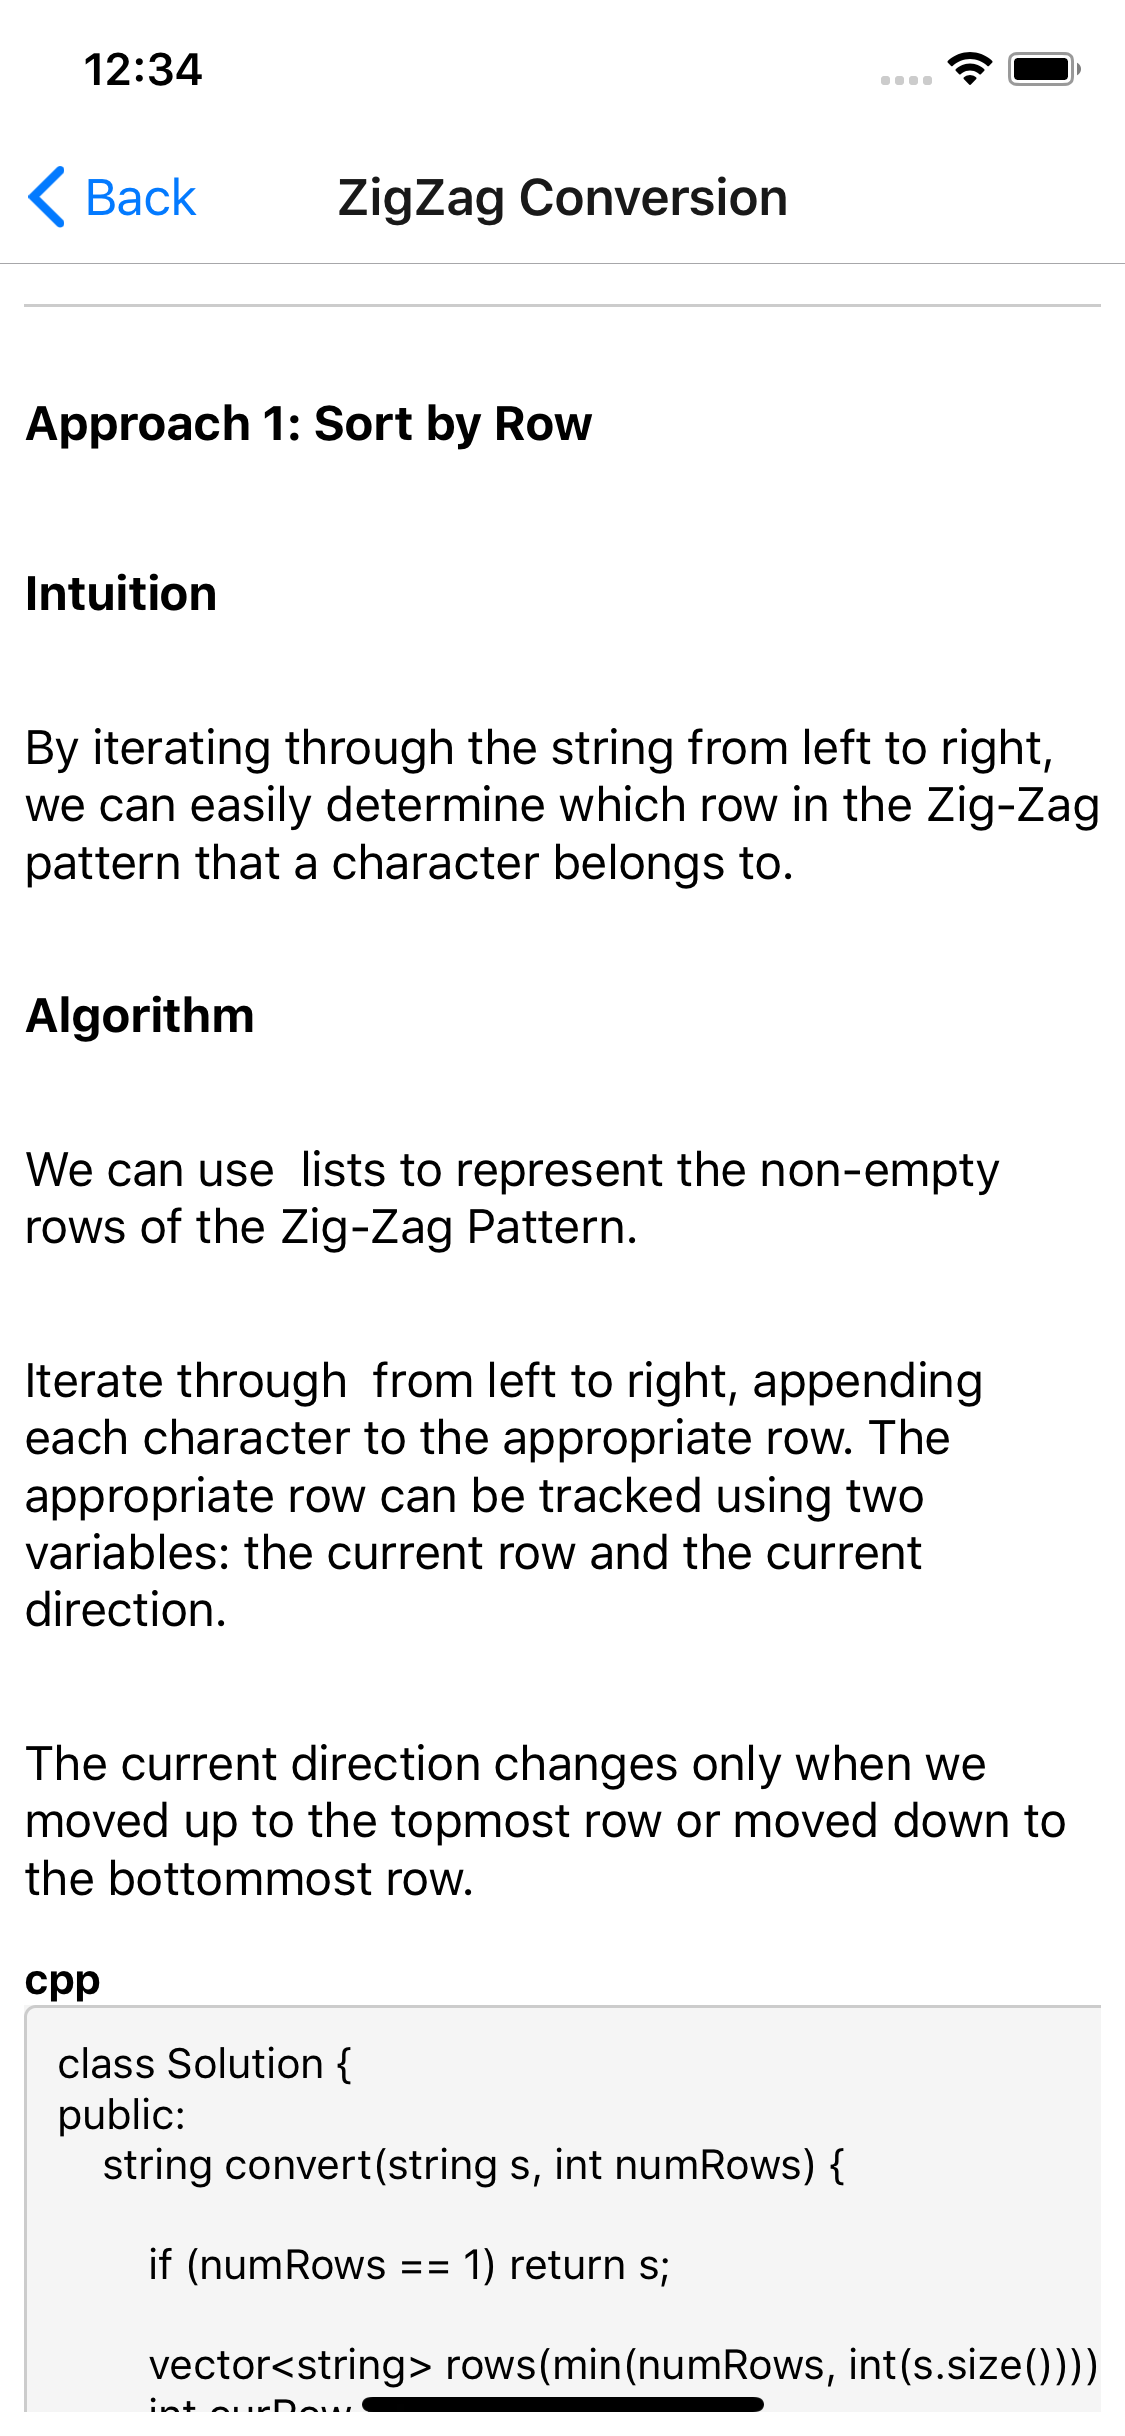 12:34
Back
ZigZag Conversion
Approach 1: Sort by Row
Intuition
By iterating through the string from left to right,
we can easily determine which row in the Zig-Zag
pattern that a character belongs to.
Algorithm
We can use  lists to represent the non-empty
rows of the Zig-Zag Pattern.
Iterate through  from left to right, appending
each character to the appropriate row. The
appropriate row can be tracked using two
variables: the current row and the current
direction.
The current direction changes only when we
moved up to the topmost row or moved down to
the bottommost row.
cpp
class Solution {
public:
string convert(string s, int numRows) {
if (numRows == 1) return s;
vector<string> rows(min(numRows, int(s.size())))
int curRow